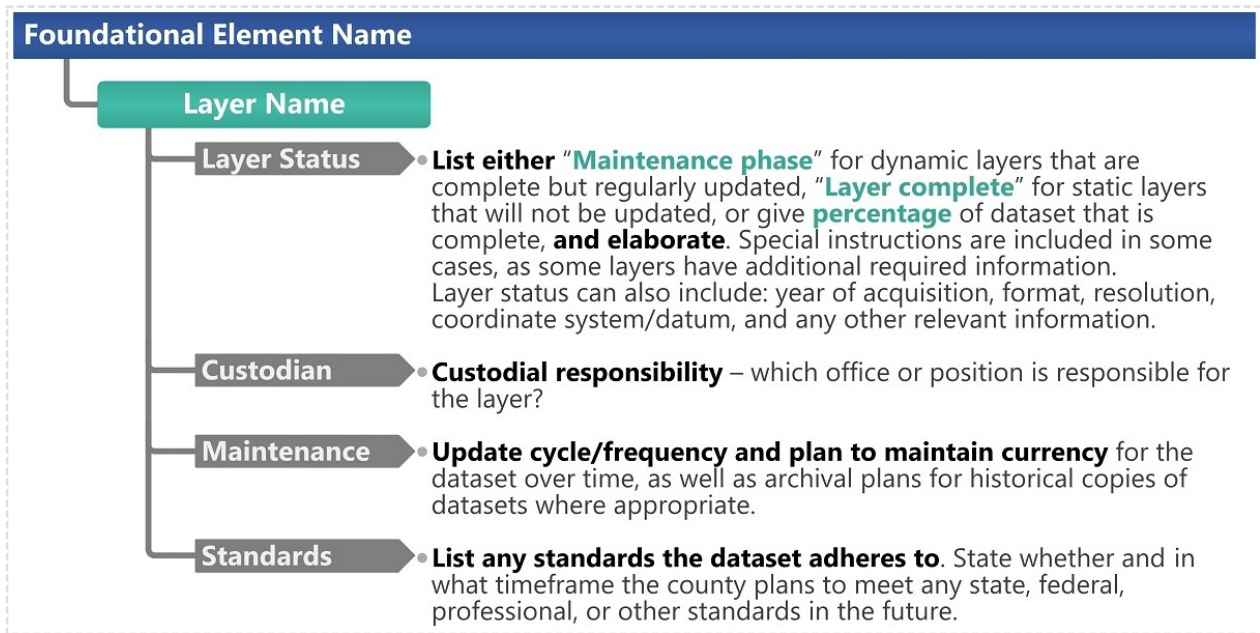 Foundational Element Name
Layer Name
Layer Status
List either “Maintenance phase” for dynamic layers that are
complete but regularly updated, “Layer complete” for static layers
that will not be updated, or give percentage of dataset that is
complete, and elaborate. Special instructions are included in some
cases, as some layers have additional required information.
Layer status can also include: year of acquisition, format, resolution,
coordinate system/datum, and any other relevant information.
Custodian
Custodial responsibility – which office or position is responsible for
the layer?
Maintenance
Update cycle/frequency and plan to maintain currency for the
dataset over time, as well as archival plans for historical copies of
datasets where appropriate.
Standards
List any standards the dataset adheres to. State whether and in
what timeframe the county plans to meet any state, federal,
professional, or other standards in the future.